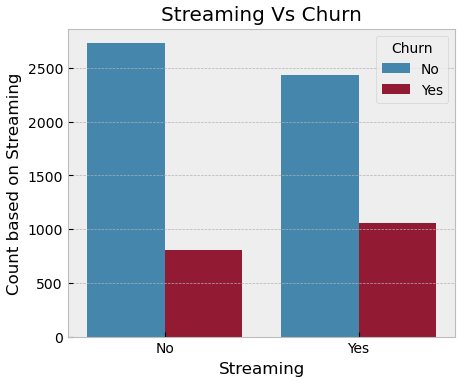 Streaming Vs Churn
Churn
No
Yes
Count based on Streaming
2500
2000
1500
1000
500
0
No
Yes
Streaming